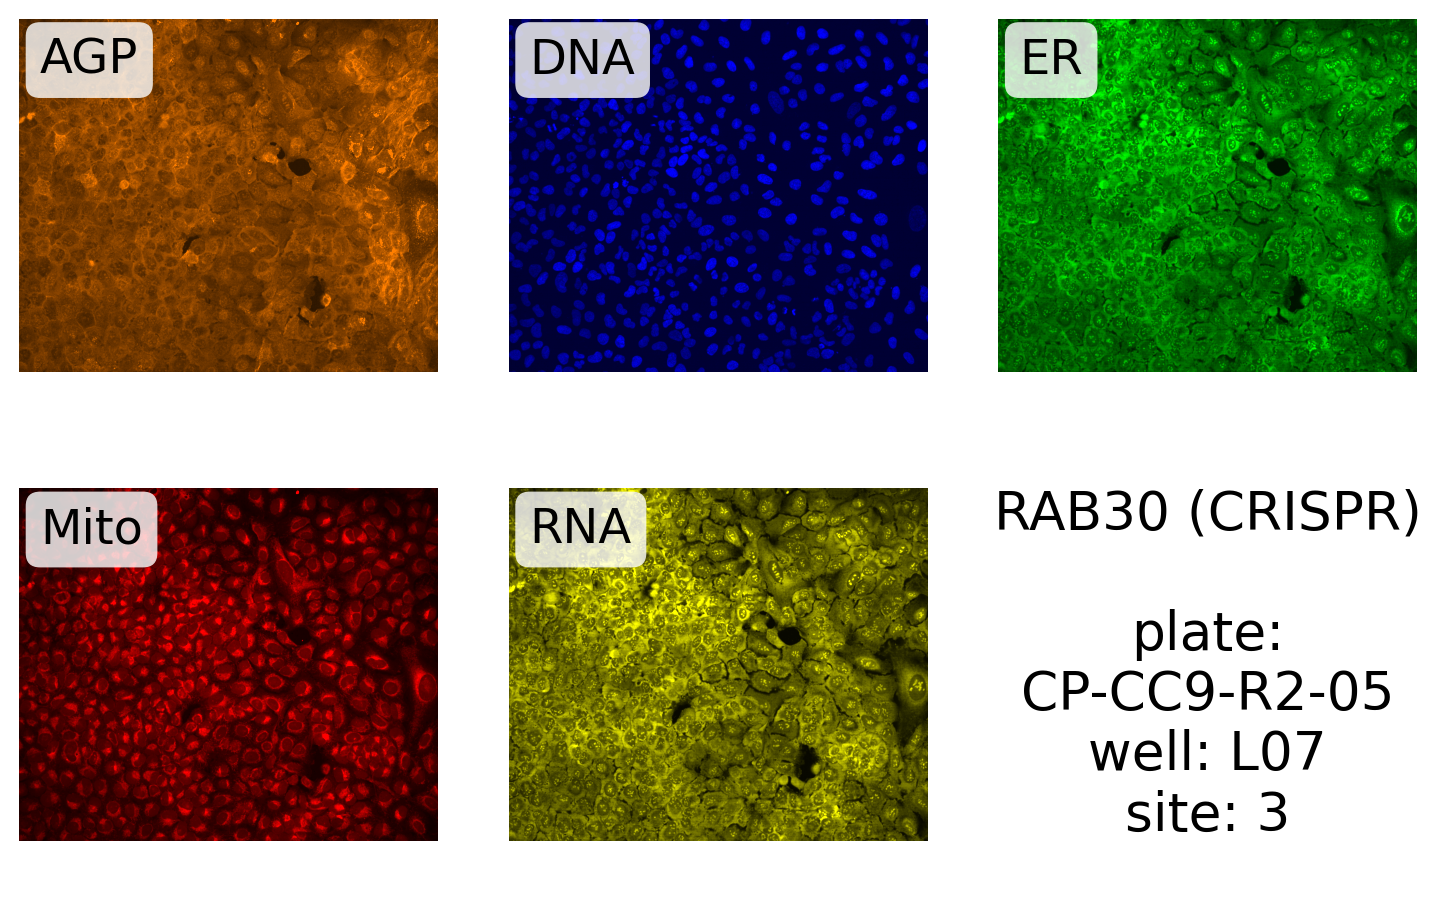 AGP
DNA
ER
Mito
RNA
RAB30 (CRISPR)
plate:
CP-CC9-R2-05
well: L07
site: 3